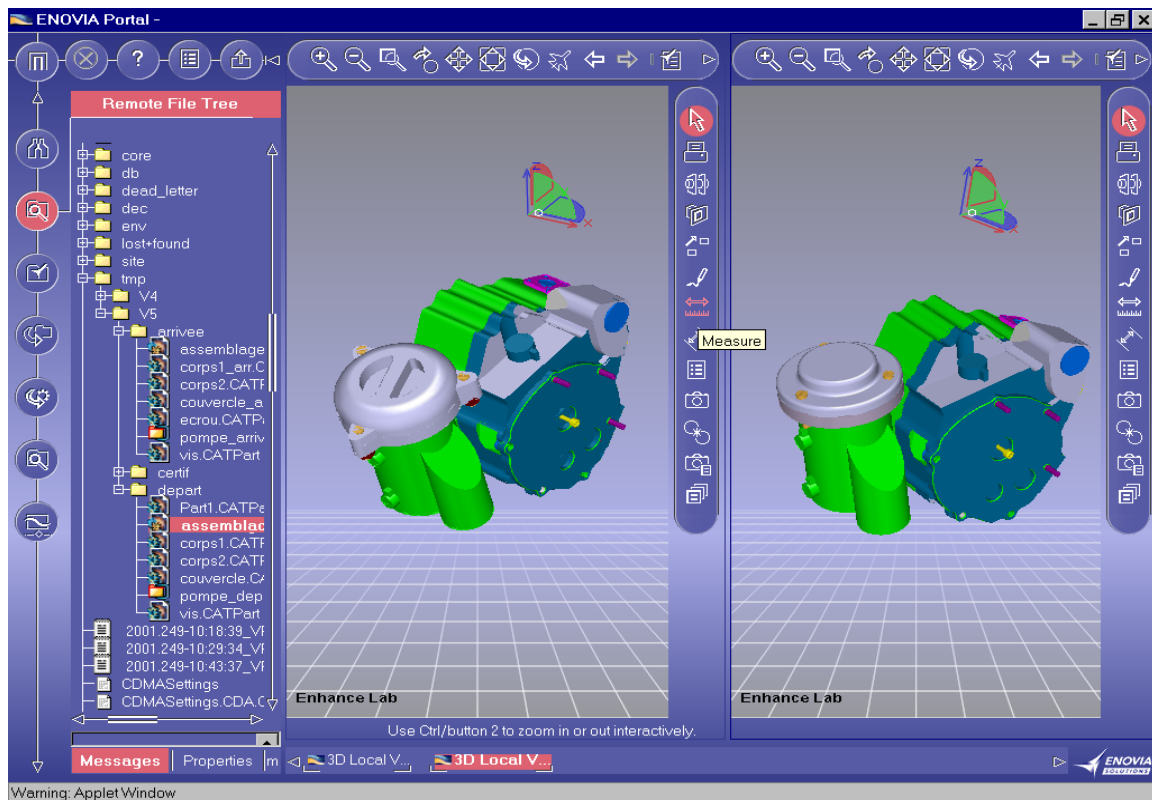 ENOVIA Portal -
Remote File Tree
core
db
dead_letter
dec
env
lost+found
site
tmp
V4
V5
arrivee
assemblage
corps1_arr.C
corps2.CATF
couvercle_a
ecrou.CATP
pompe_arriv
vis.CATPart
certif
depart
Part1.CATPa
assemblag
corps1.CATF
corps2.CATF
couvercle.CA
pompe_dep
vis.CATPart
2001.249-10:18:39_VF
2001.249-10:29:34_VF
2001.249-10:43:37_VF
CDMASettings
CDMASettings.CDA.C
Messages
Properties
m
Z
X
Measure
Enhance Lab
Use Ctrl/button 2 to zoom in or out interactively.
Z
X
Enhance Lab
3D Local V...
3D Local V...
ENOVIA
SOLUTIONS
Warning: Applet Window